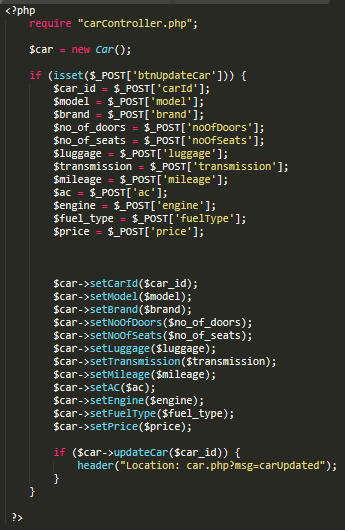 <?php
    require "carController.php";

    $car = new Car();

    if (isset($_POST['btnUpdateCar'])) {
        $car_id = $_POST['carId'];
        $model = $_POST['model'];
        $brand = $_POST['brand'];
        $no_of_doors = $_POST['noOfDoors'];
        $no_of_seats = $_POST['noOfSeats'];
        $luggage = $_POST['luggage'];
        $transmission = $_POST['transmission'];
        $mileage = $_POST['mileage'];
        $ac = $_POST['ac'];
        $engine = $_POST['engine'];
        $fuel_type = $_POST['fuelType'];
        $price = $_POST['price'];

        $car->setCarId($car_id);
        $car->setModel($model);
        $car->setBrand($brand);
        $car->setNoOfDoors($no_of_doors);
        $car->setNoOfSeats($no_of_seats);
        $car->setLuggage($luggage);
        $car->setTransmission($transmission);
        $car->setMileage($mileage);
        $car->setAC($ac);
        $car->setEngine($engine);
        $car->setFuelType($fuel_type);
        $car->setPrice($price);

        if ($car->updateCar($car_id)) {
            header("Location: car.php?msg=carUpdated");
        }
    }

?>